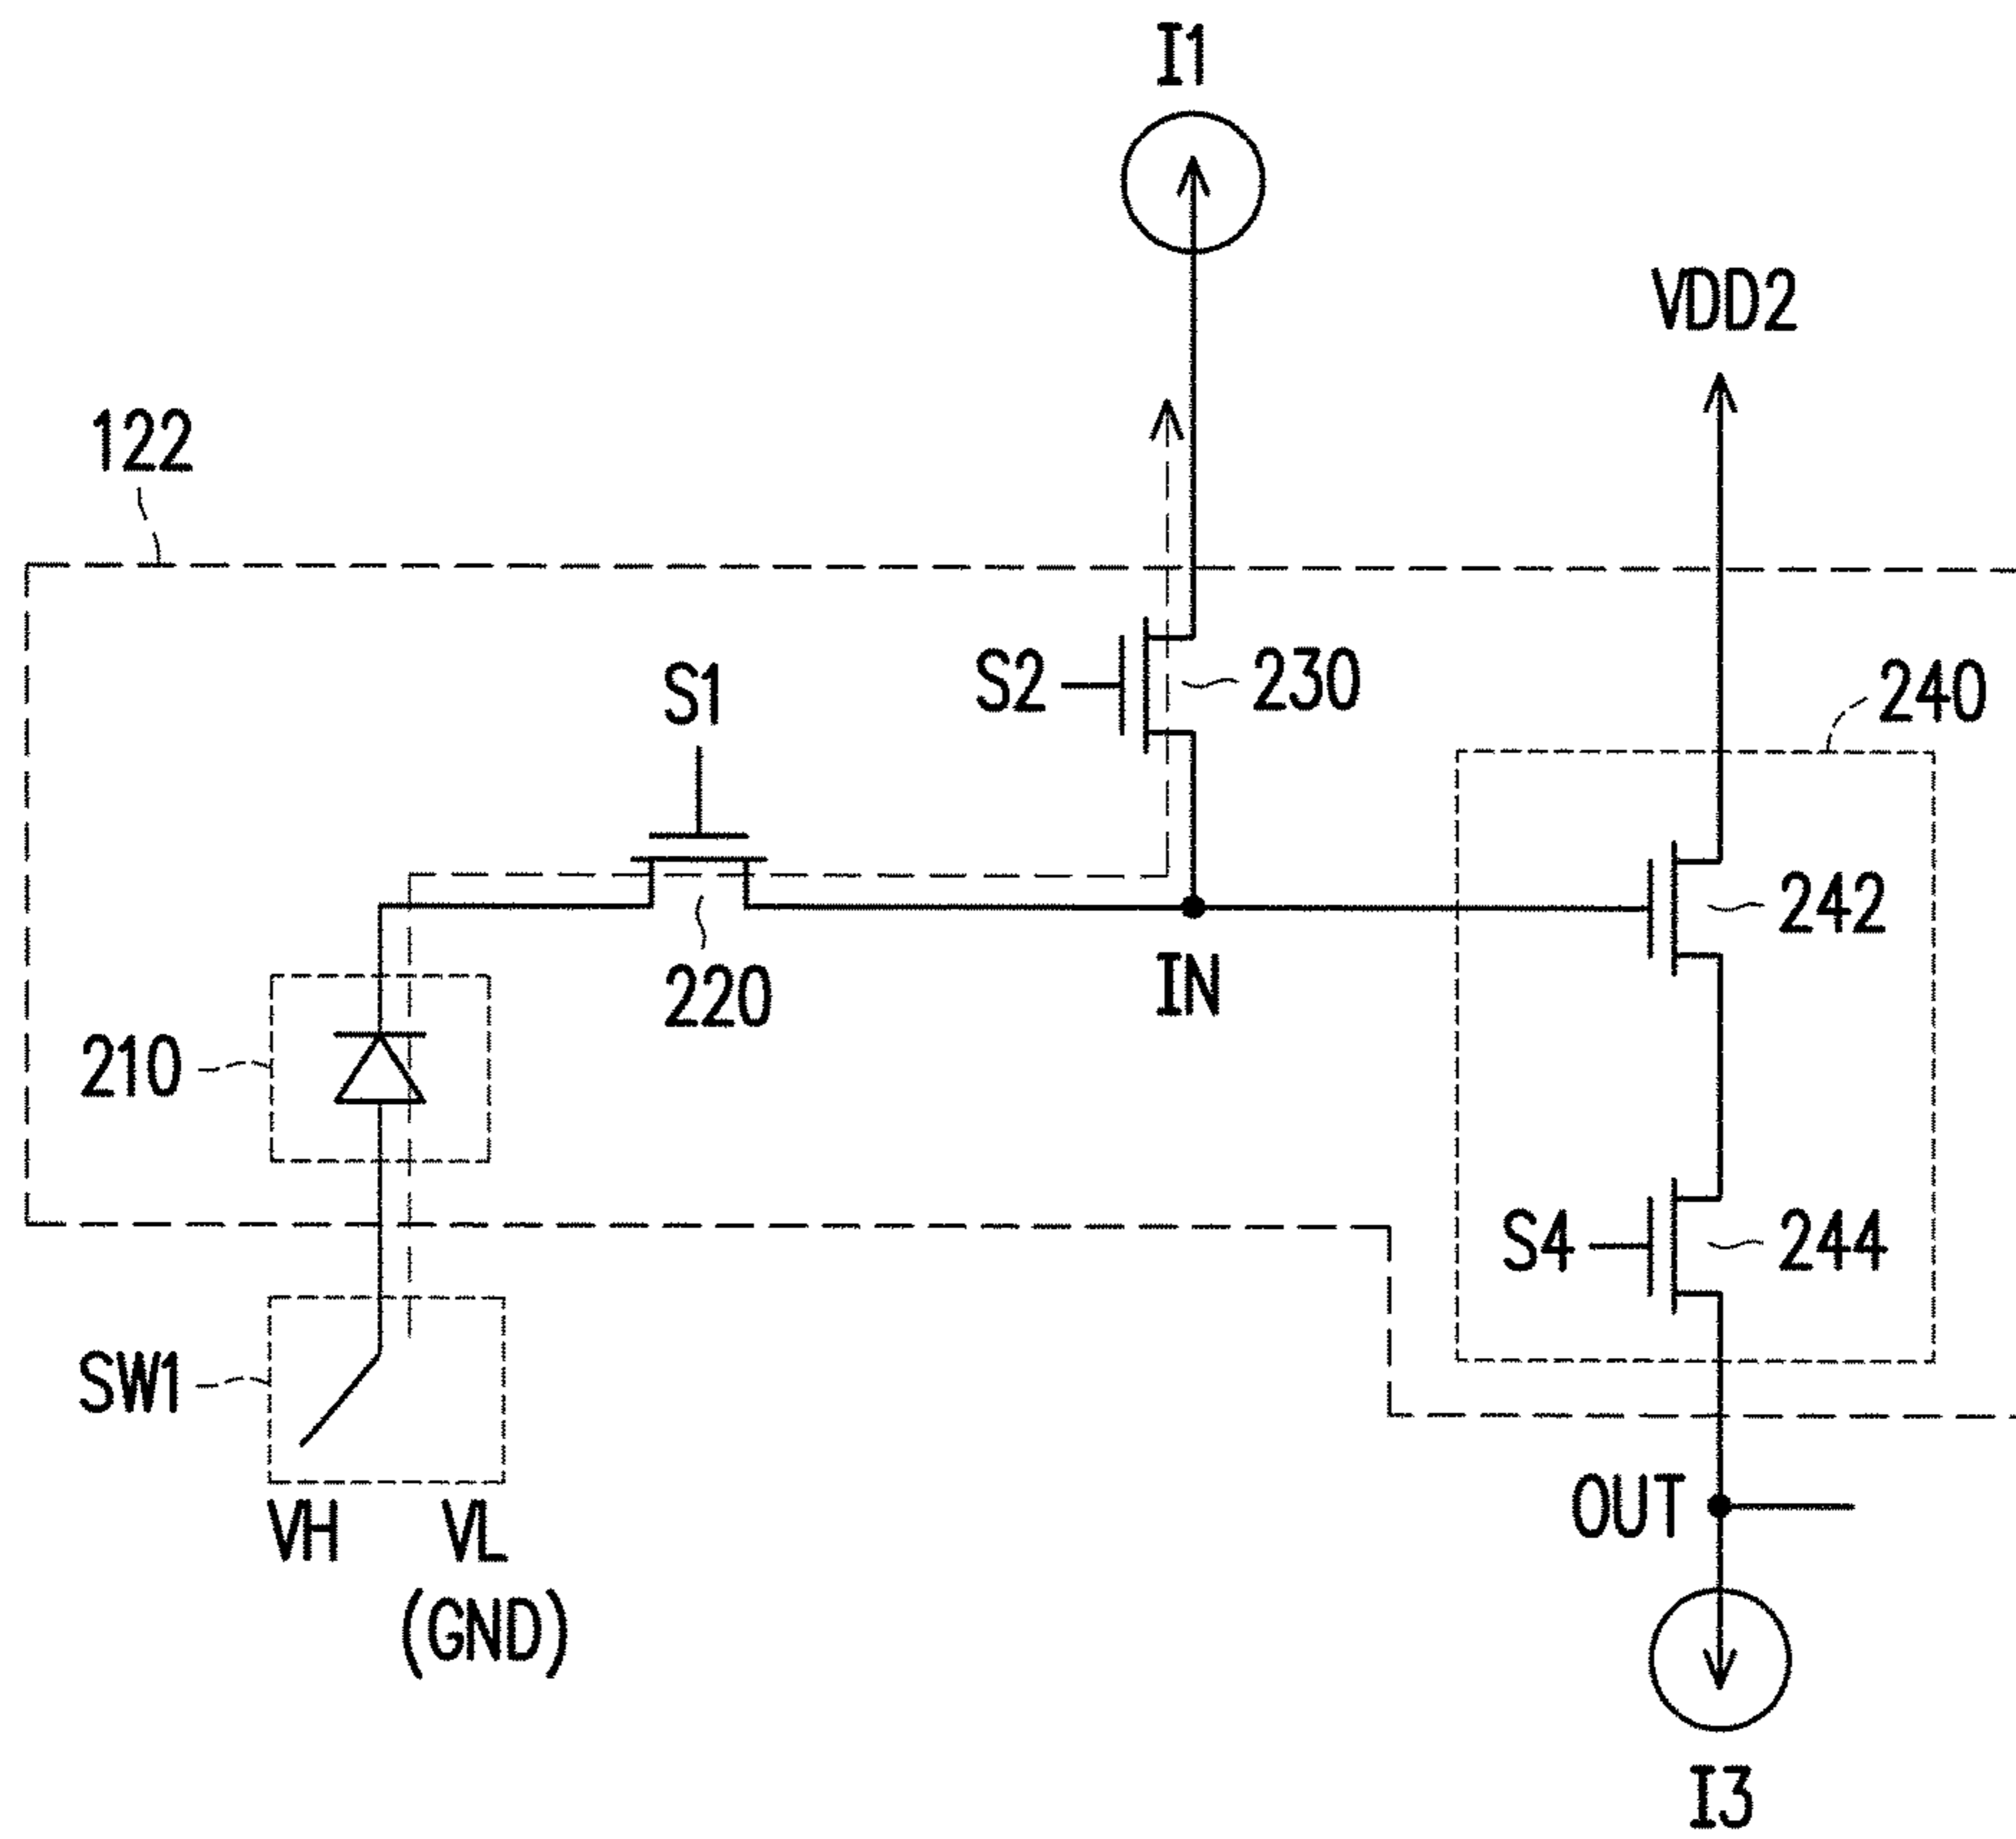 I1
VDD2
122
S2
230
S1
240
242
220
IN
210
S4
244
SW1
OUT
VH
VL
(GND)
I3